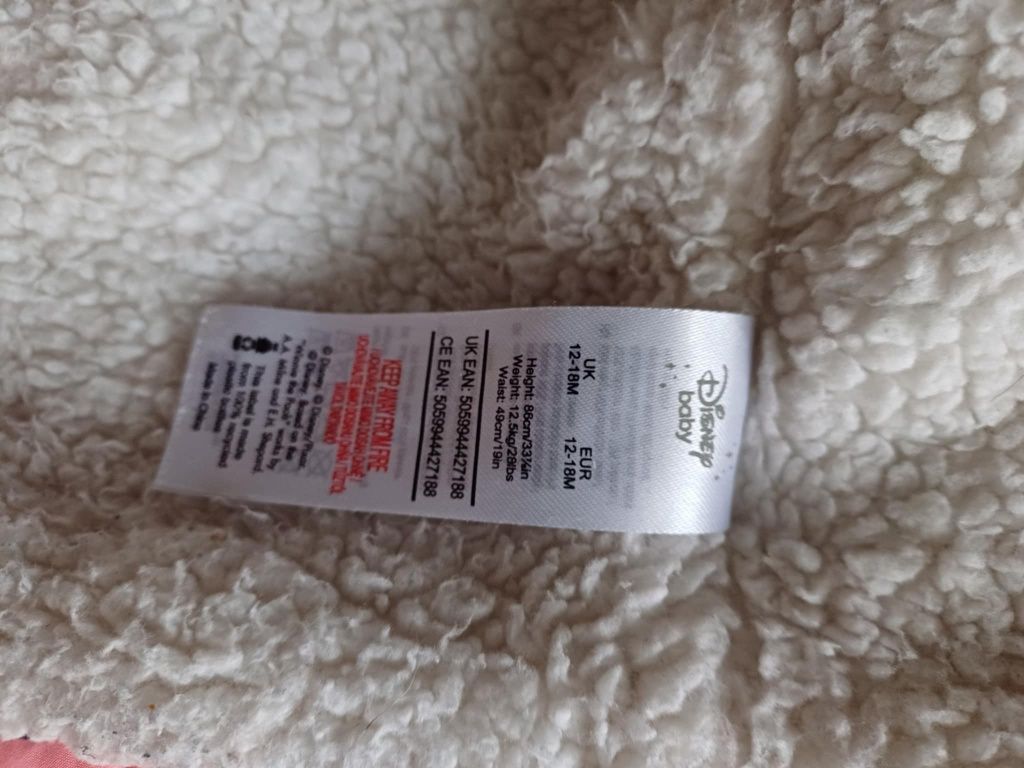 Disney
baby
UK EUR
12-18M 12-18M
Height: 86cm/33¾in
Weight: 12.5kg/28lbs
Waist: 49cm/19in
UK EAN: 5059944427188
CE EAN: 5059944427188
KEEP AWAY FROM FIRE
© Disney © Disney/Pixar
© Disney. Based on the
"Winnie the Pooh" works by
A.A. Milne and E.H. Shepard.
This label is made
from 100% recycled
plastic bottles
Made in China